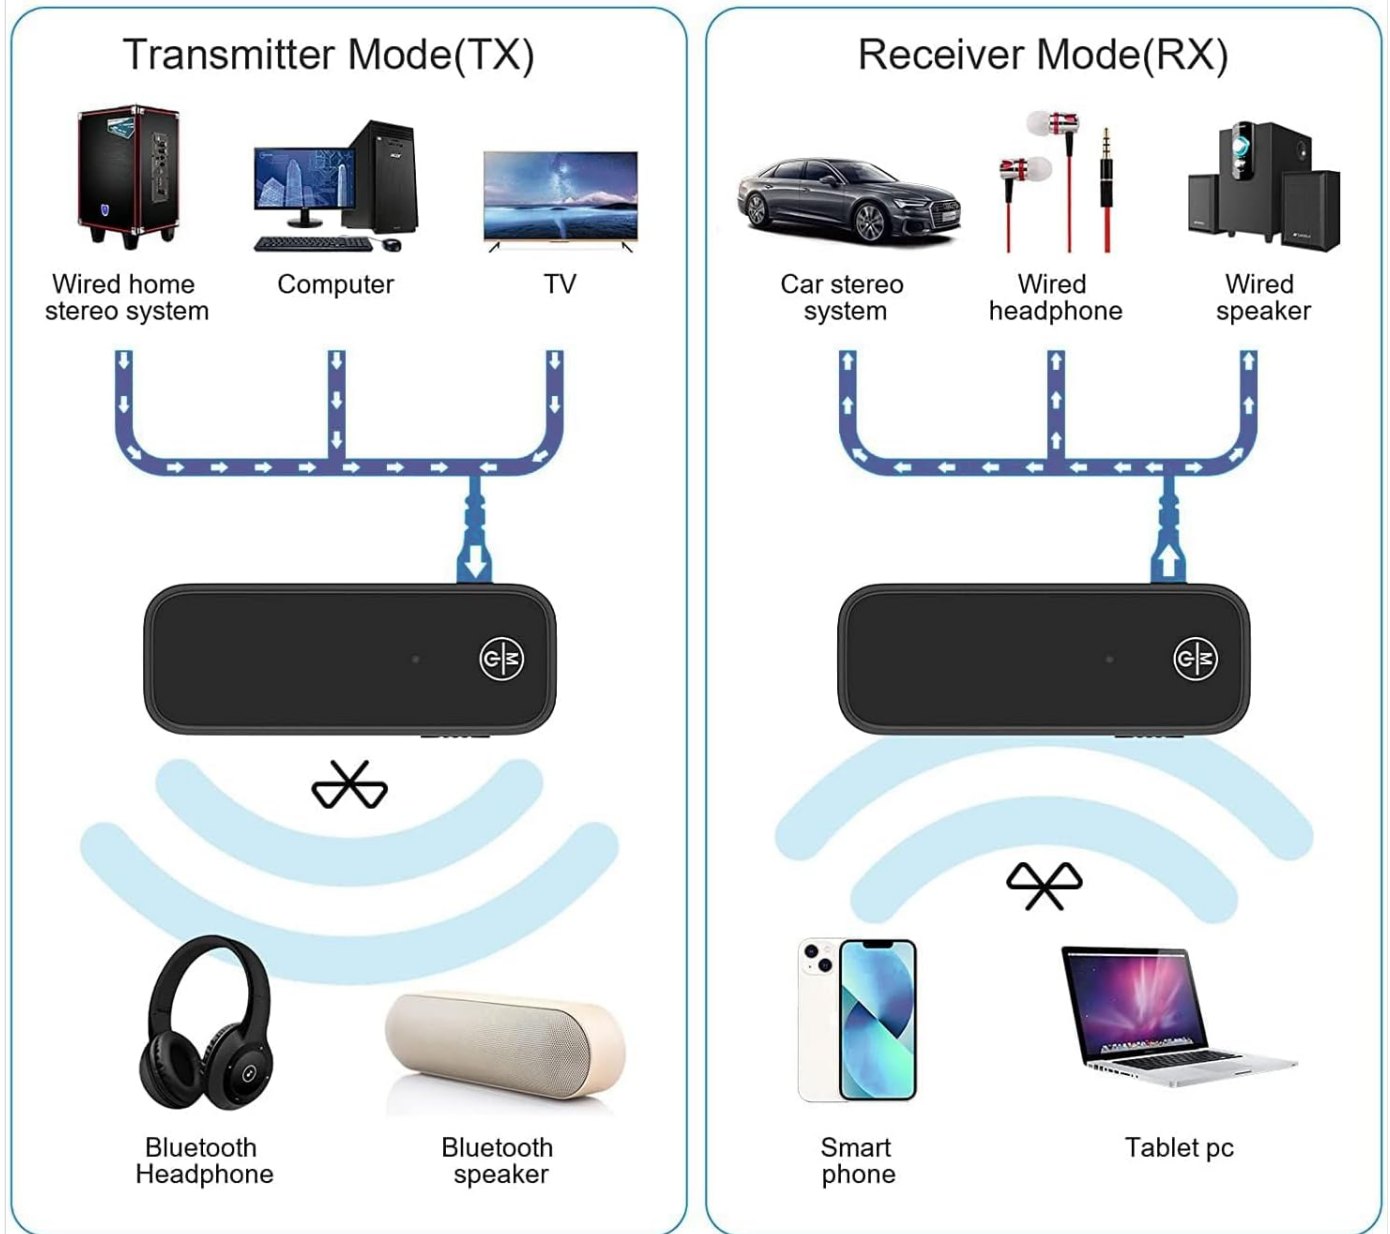 Transmitter Mode(TX)
Wired home
stereo system
Computer
TV
Bluetooth
Headphone
Bluetooth
speaker
Receiver Mode(RX)
Car stereo
system
Wired
headphone
Wired
speaker
Smart
phone
Tablet pc